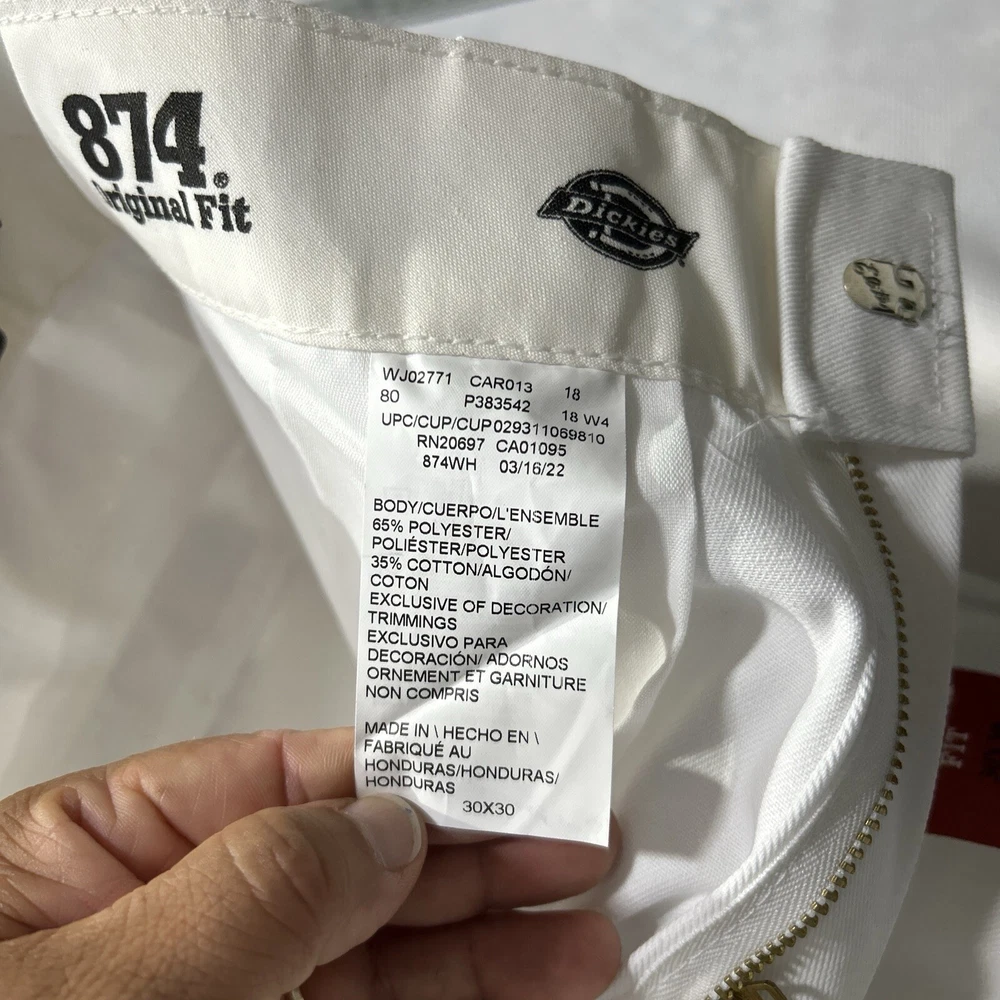 874®
Original Fit
Dickies
WJ02771 CAR013 18
80 P383542 18 W4
UPC/CUP/CUP029311069810
RN20697 CA01095
874WH 03/16/22
BODY/CUERPO/L'ENSEMBLE
65% POLYESTER/
POLIÉSTER/POLYESTER
35% COTTON/ALGODÓN/
COTON
EXCLUSIVE OF DECORATION/
TRIMMINGS
EXCLUSIVO PARA
DECORACIÓN/ ADORNOS
ORNEMENT ET GARNITURE
NON COMPRIS
MADE IN \ HECHO EN \
FABRIQUÉ AU
HONDURAS/HONDURAS/
HONDURAS
30X30
FIT